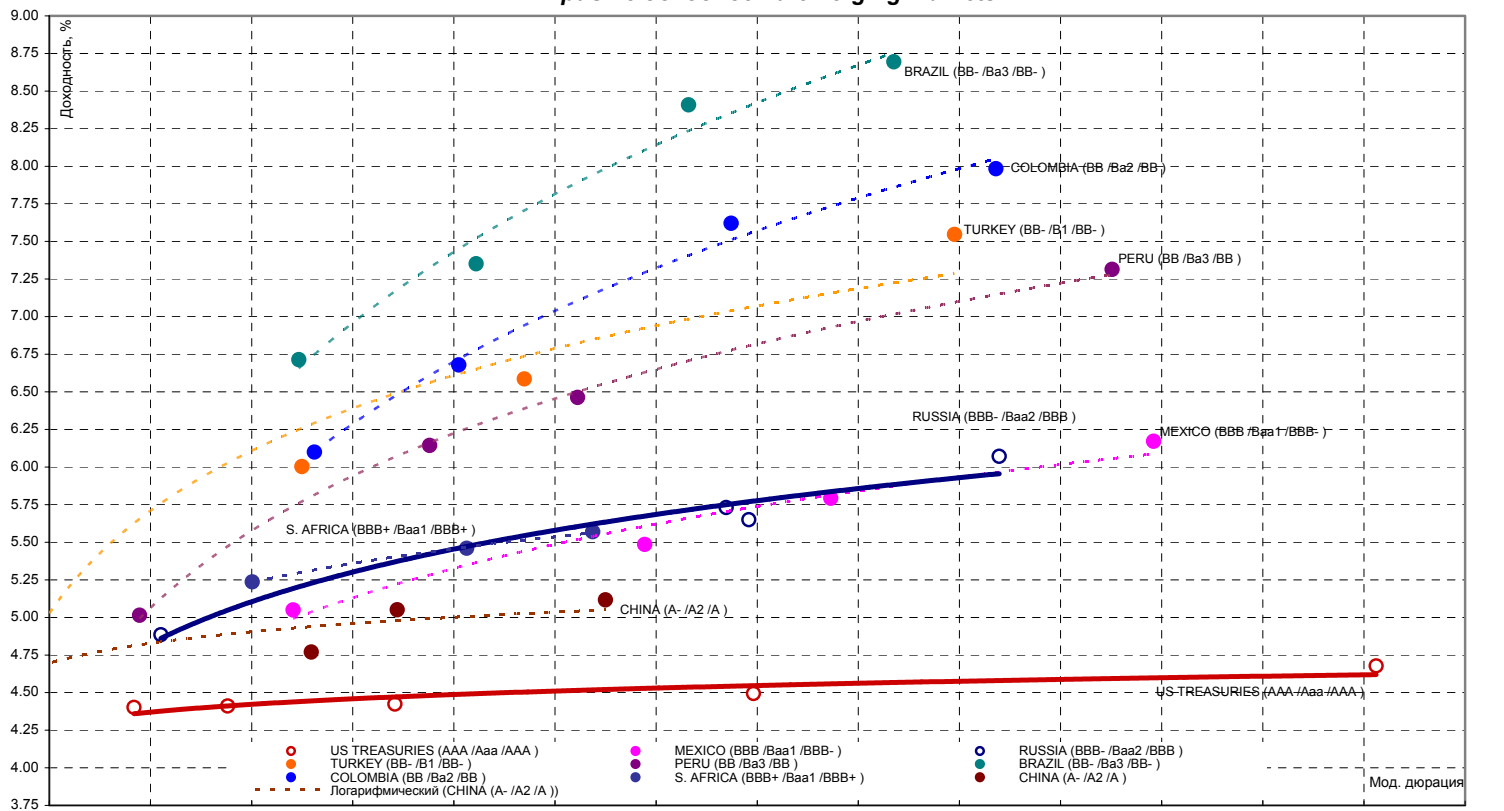 9.00
Доходность, %
8.75
BRAZIL (BB- /Ba3 /BB- )
8.50
8.25
8.00
COLOMBIA (BB /Ba2 /BB )
7.75
7.50
TURKEY (BB- /B1 /BB- )
7.25
PERU (BB /Ba3 /BB )
7.00
6.75
6.50
6.25
RUSSIA (BBB- /Baa2 /BBB )
MEXICO (BBB /Baa1 /BBB- )
6.00
5.75
S. AFRICA (BBB+ /Baa1 /BBB+ )
5.50
5.25
5.00
CHINA (A- /A2 /A )
4.75
4.50
US TREASURIES (AAA /Aaa /AAA )
4.25
US TREASURIES (AAA /Aaa /AAA ) MEXICO (BBB /Baa1 /BBB- ) RUSSIA (BBB- /Baa2 /BBB )
TURKEY (BB- /B1 /BB- ) PERU (BB /Ba3 /BB ) BRAZIL (BB- /Ba3 /BB- )
4.00
COLOMBIA (BB /Ba2 /BB ) S. AFRICA (BBB+ /Baa1 /BBB+ ) CHINA (A- /A2 /A )
Логарифмический (CHINA (A- /A2 /A ))
Мод. дюрация
3.75